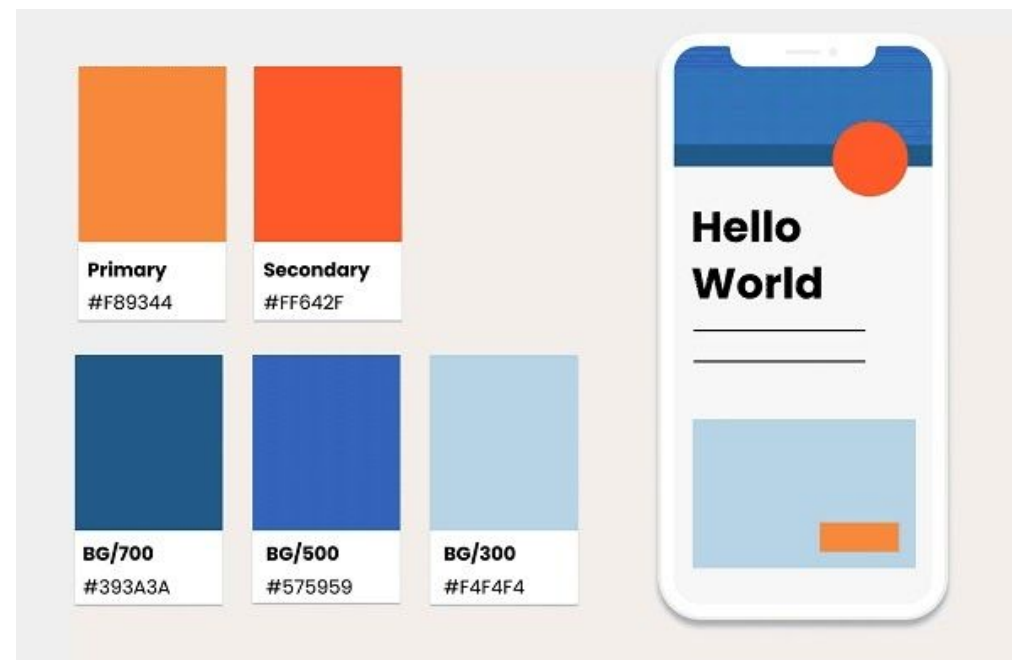 Primary
#F89344
Secondary
#FF642F
BG/700
#393A3A
BG/500
#575959
BG/300
#F4F4F4
Hello
World